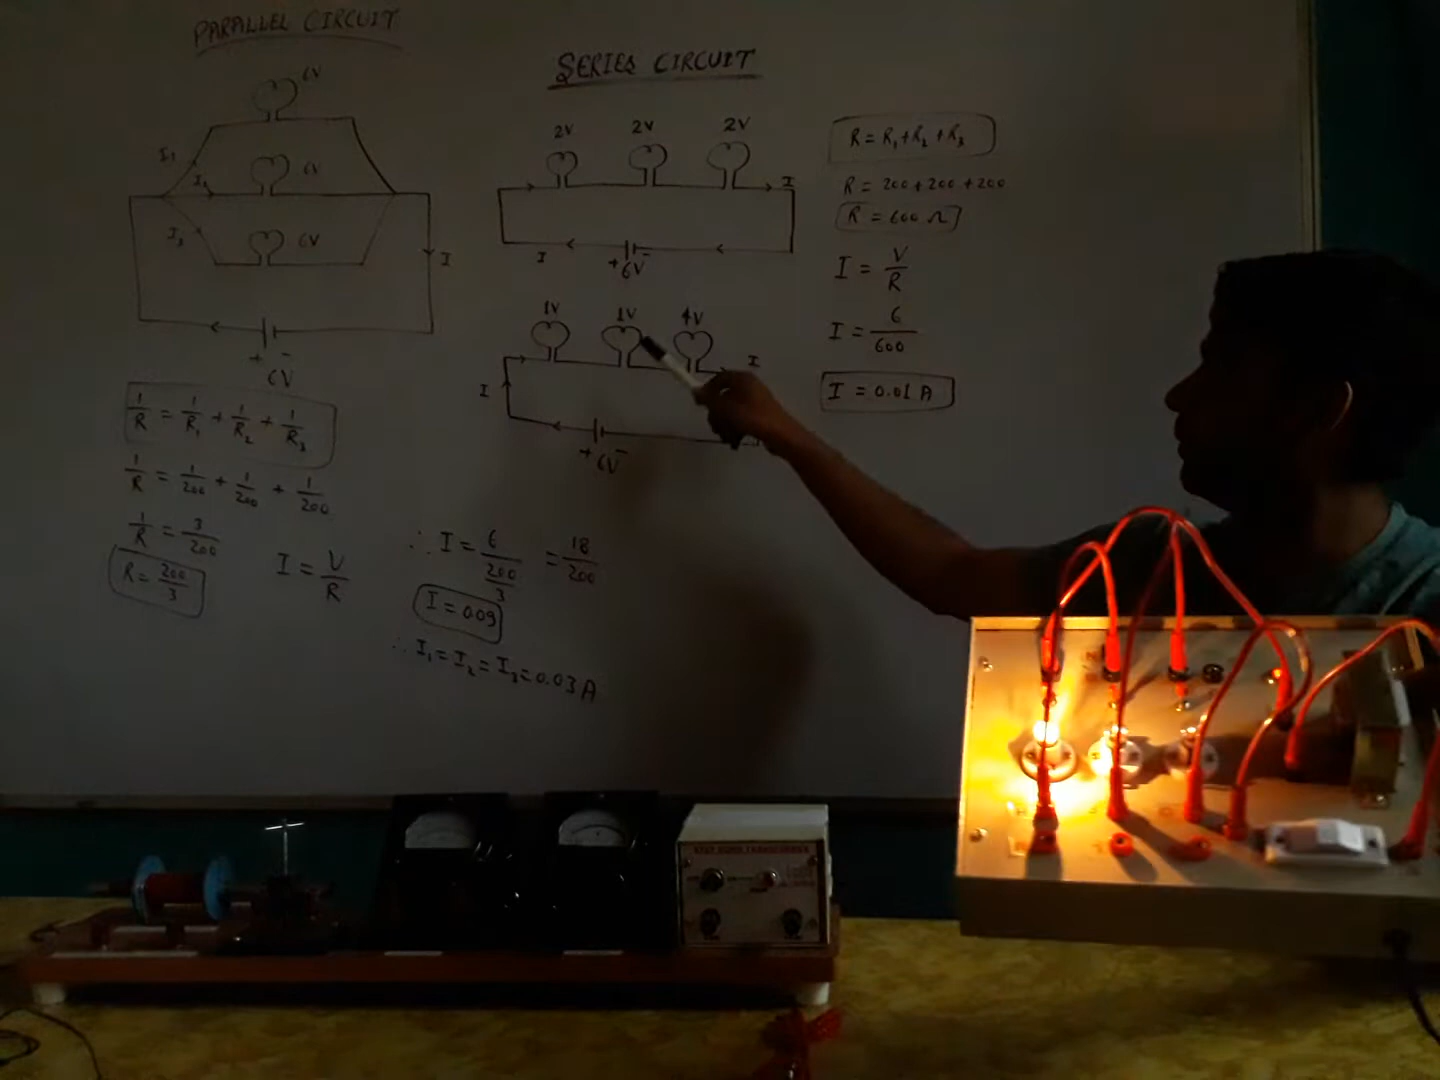 PARALLEL CIRCUIT
6V
I₁
6V
I₂
6V
I₃
I
+ -
6V
1/R = 1/R₁ + 1/R₂ + 1/R₃
1/R = 1/200 + 1/200 + 1/200
1/R = 3/200
R = 200/3
I = V/R
∴ I = 6/(200/3) = 18/200
I = 0.09
∴ I₁ = I₂ = I₃ = 0.03 A
SERIES CIRCUIT
2V 2V 2V
I
I
+ 6V -
1V 1V 4V
I
I
+ 6V -
R = R₁ + R₂ + R₃
R = 200 + 200 + 200
R = 600 Ω
I = V/R
I = 6/600
I = 0.01 A